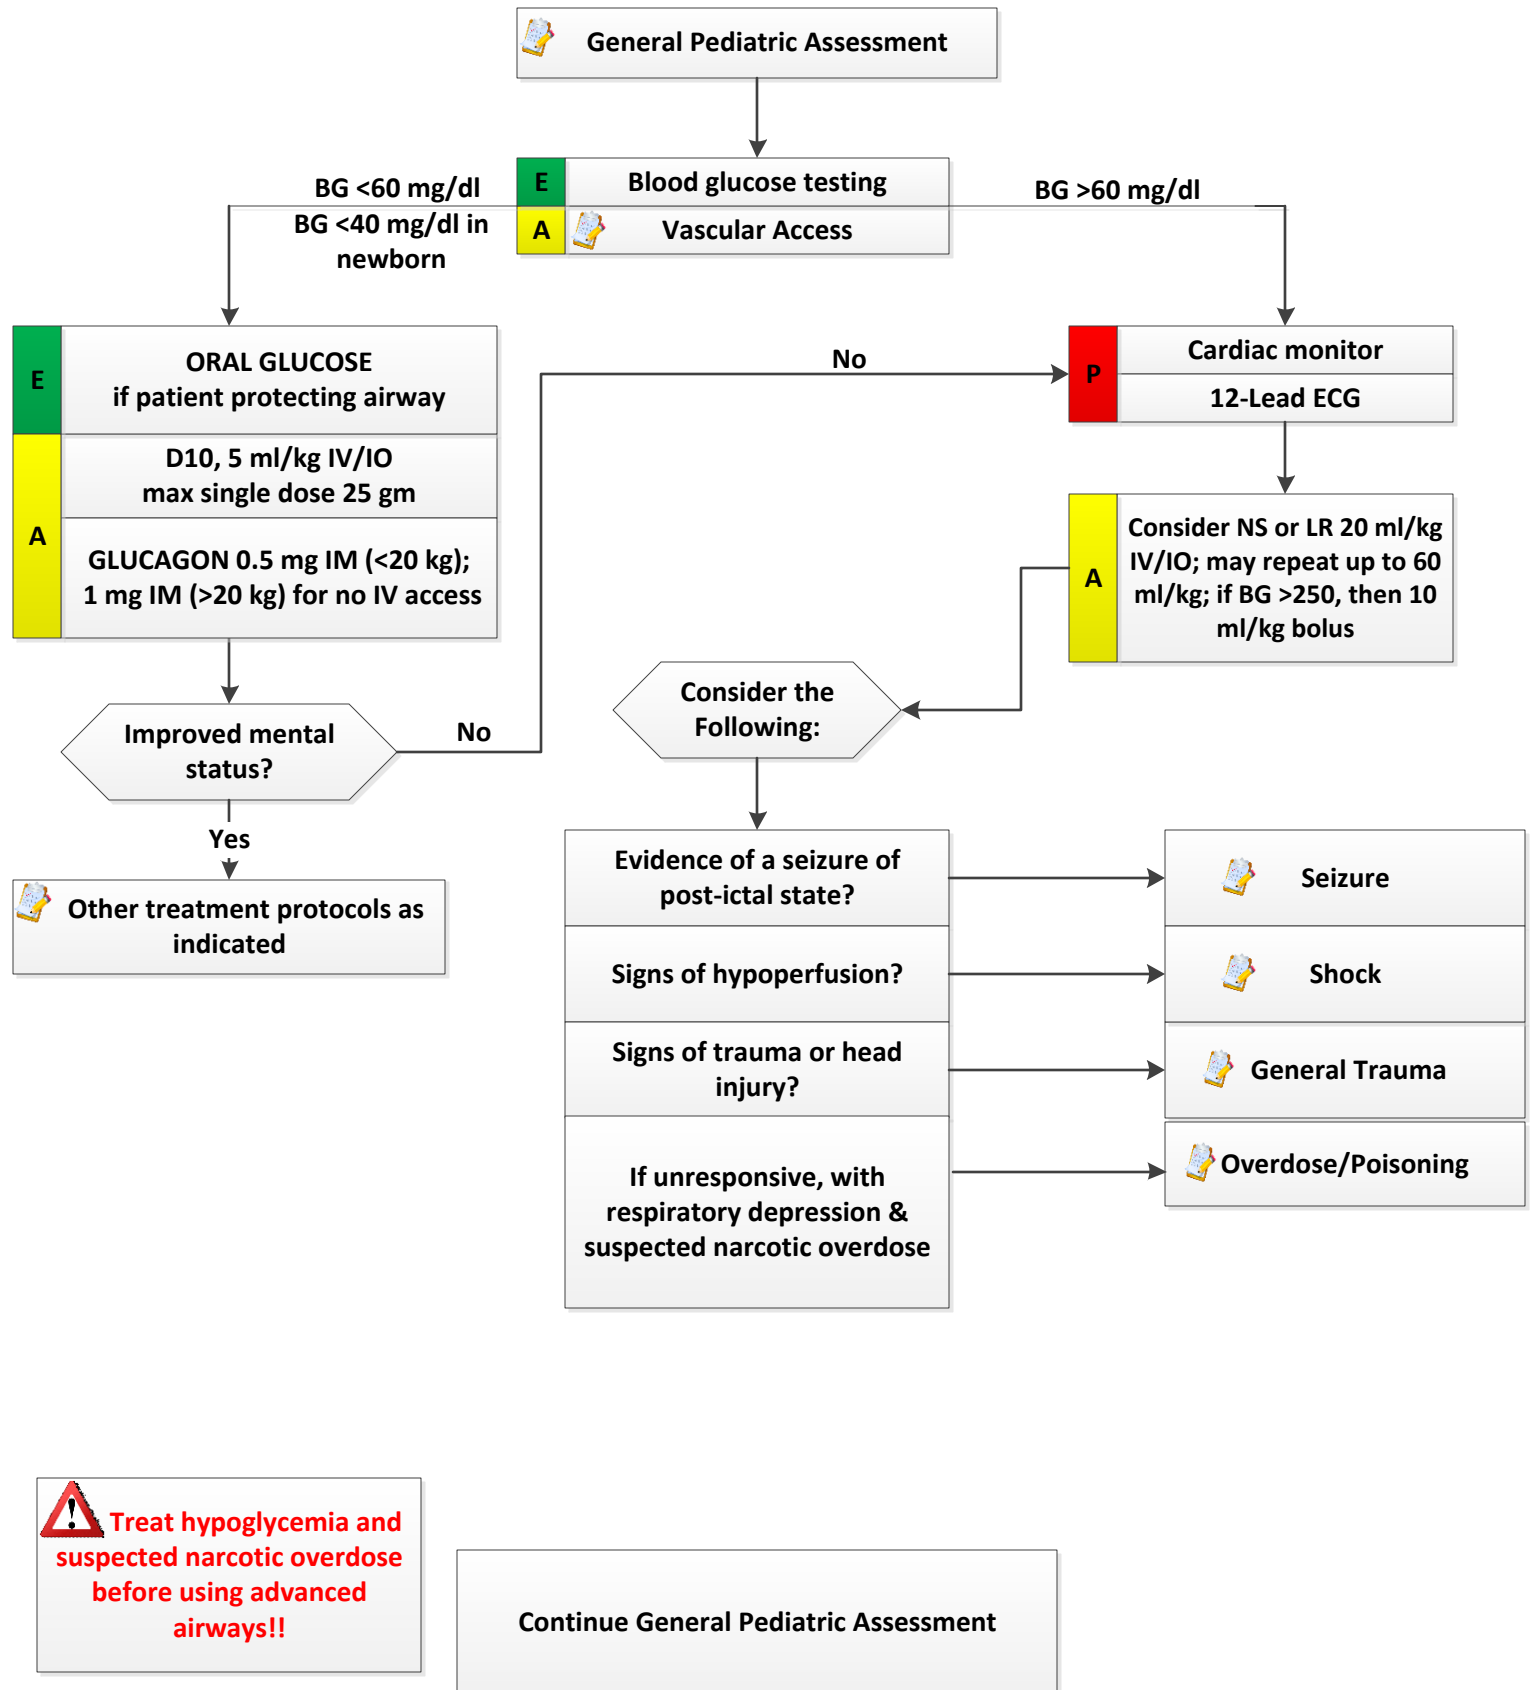 General Pediatric Assessment
BG <60 mg/dl
BG <40 mg/dl in
newborn
E
Blood glucose testing
A
Vascular Access
BG >60 mg/dl
E
ORAL GLUCOSE
if patient protecting airway
A
D10, 5 ml/kg IV/IO
max single dose 25 gm
GLUCAGON 0.5 mg IM (<20 kg);
1 mg IM (>20 kg) for no IV access
No
P
Cardiac monitor
12-Lead ECG
A
Consider NS or LR 20 ml/kg
IV/IO; may repeat up to 60
ml/kg; if BG >250, then 10
ml/kg bolus
Improved mental
status?
No
Yes
Other treatment protocols as
indicated
Consider the
Following:
Evidence of a seizure of
post-ictal state?
Seizure
Signs of hypoperfusion?
Shock
Signs of trauma or head
injury?
General Trauma
If unresponsive, with
respiratory depression &
suspected narcotic overdose
Overdose/Poisoning
Treat hypoglycemia and
suspected narcotic overdose
before using advanced
airways!!
Continue General Pediatric Assessment